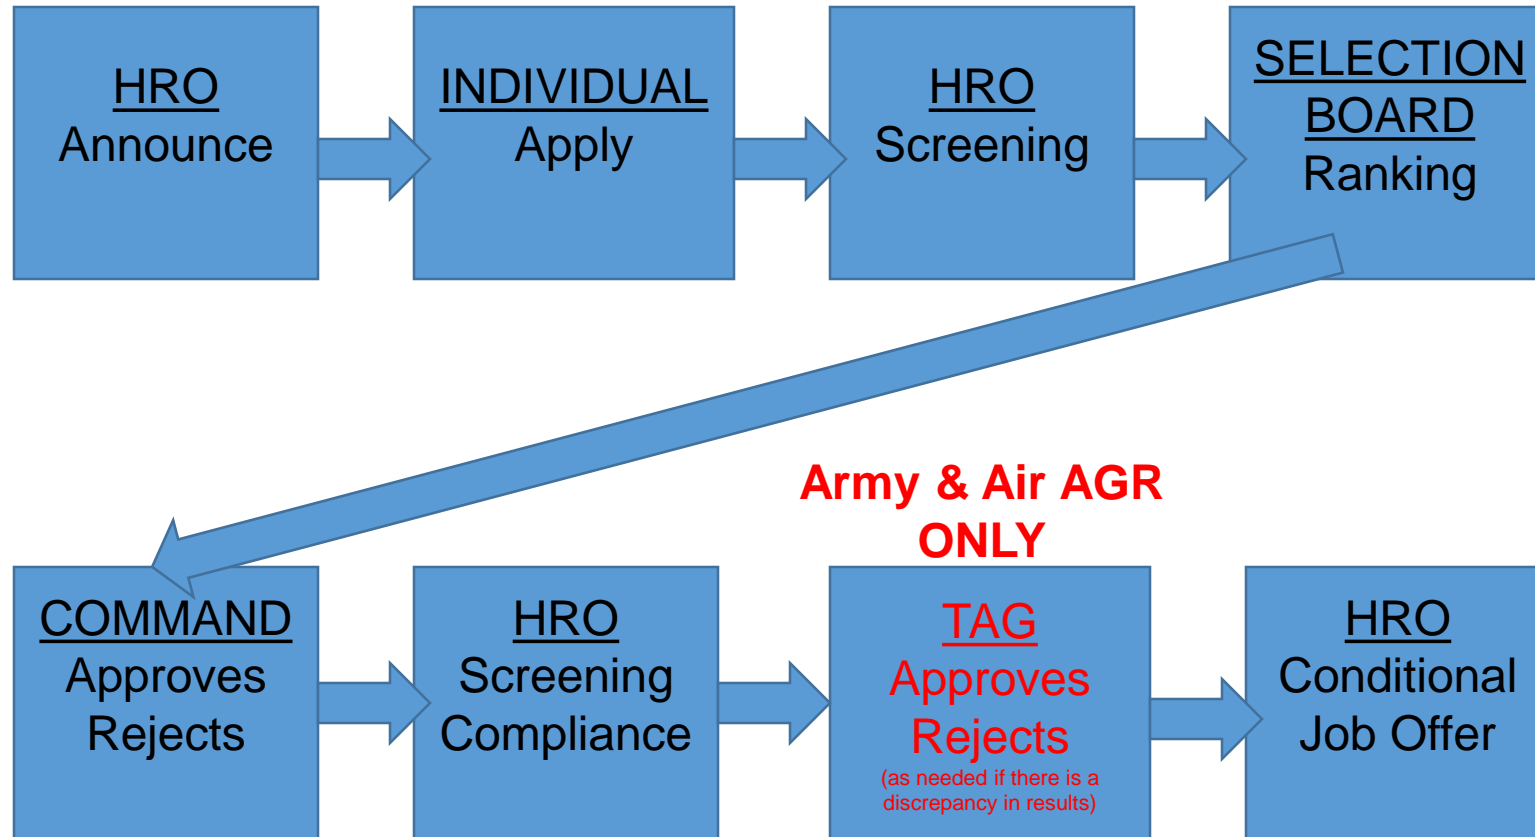 HRO
Announce
INDIVIDUAL
Apply
HRO
Screening
SELECTION
BOARD
Ranking
Army & Air AGR
ONLY
COMMAND
Approves
Rejects
HRO
Screening
Compliance
TAG
Approves
Rejects
(as needed if there is a
discrepancy in results)
HRO
Conditional
Job Offer